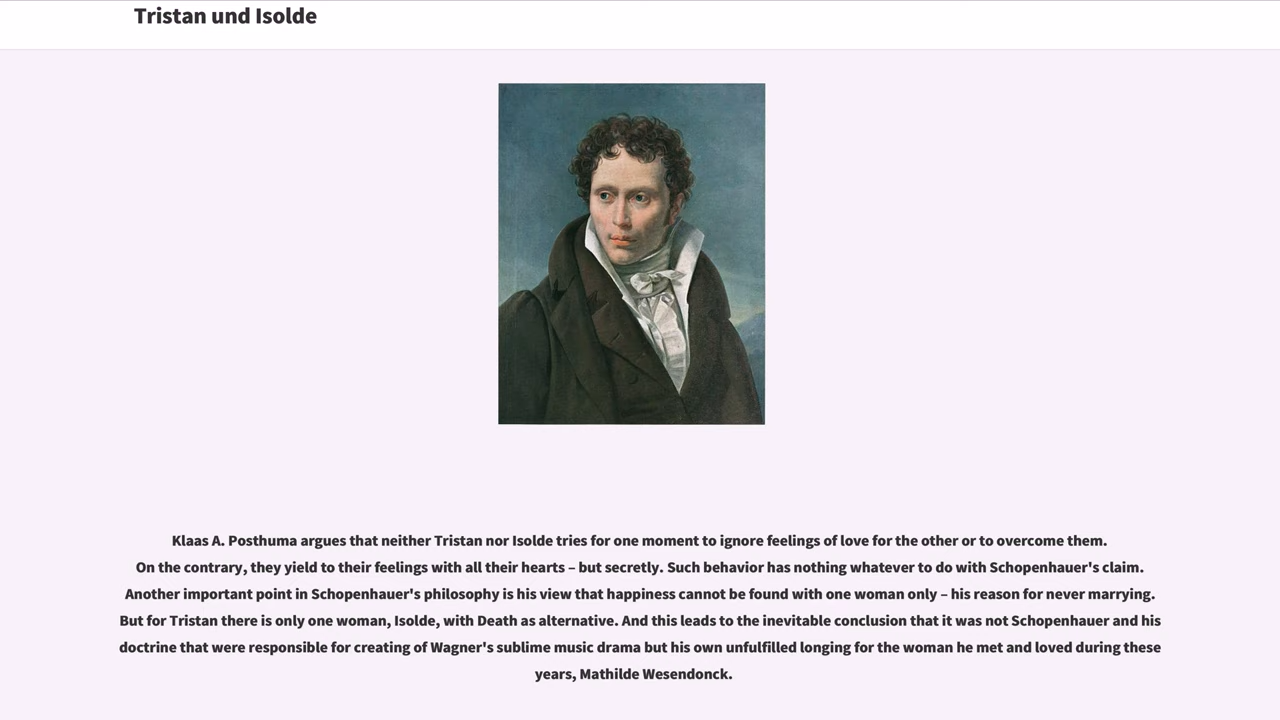 Tristan und Isolde
Klaas A. Posthuma argues that neither Tristan nor Isolde tries for one moment to ignore feelings of love for the other or to overcome them.
On the contrary, they yield to their feelings with all their hearts – but secretly. Such behavior has nothing whatever to do with Schopenhauer's claim.
Another important point in Schopenhauer's philosophy is his view that happiness cannot be found with one woman only – his reason for never marrying.
But for Tristan there is only one woman, Isolde, with Death as alternative. And this leads to the inevitable conclusion that it was not Schopenhauer and his
doctrine that were responsible for creating of Wagner's sublime music drama but his own unfulfilled longing for the woman he met and loved during these
years, Mathilde Wesendonck.